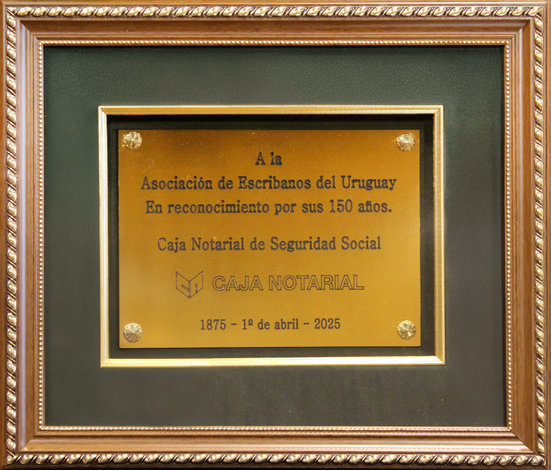 A la
Asociación de Escribanos del Uruguay
En reconocimiento por sus 150 años.
Caja Notarial de Seguridad Social
CAJA NOTARIAL
1875 - 1º de abril - 2025